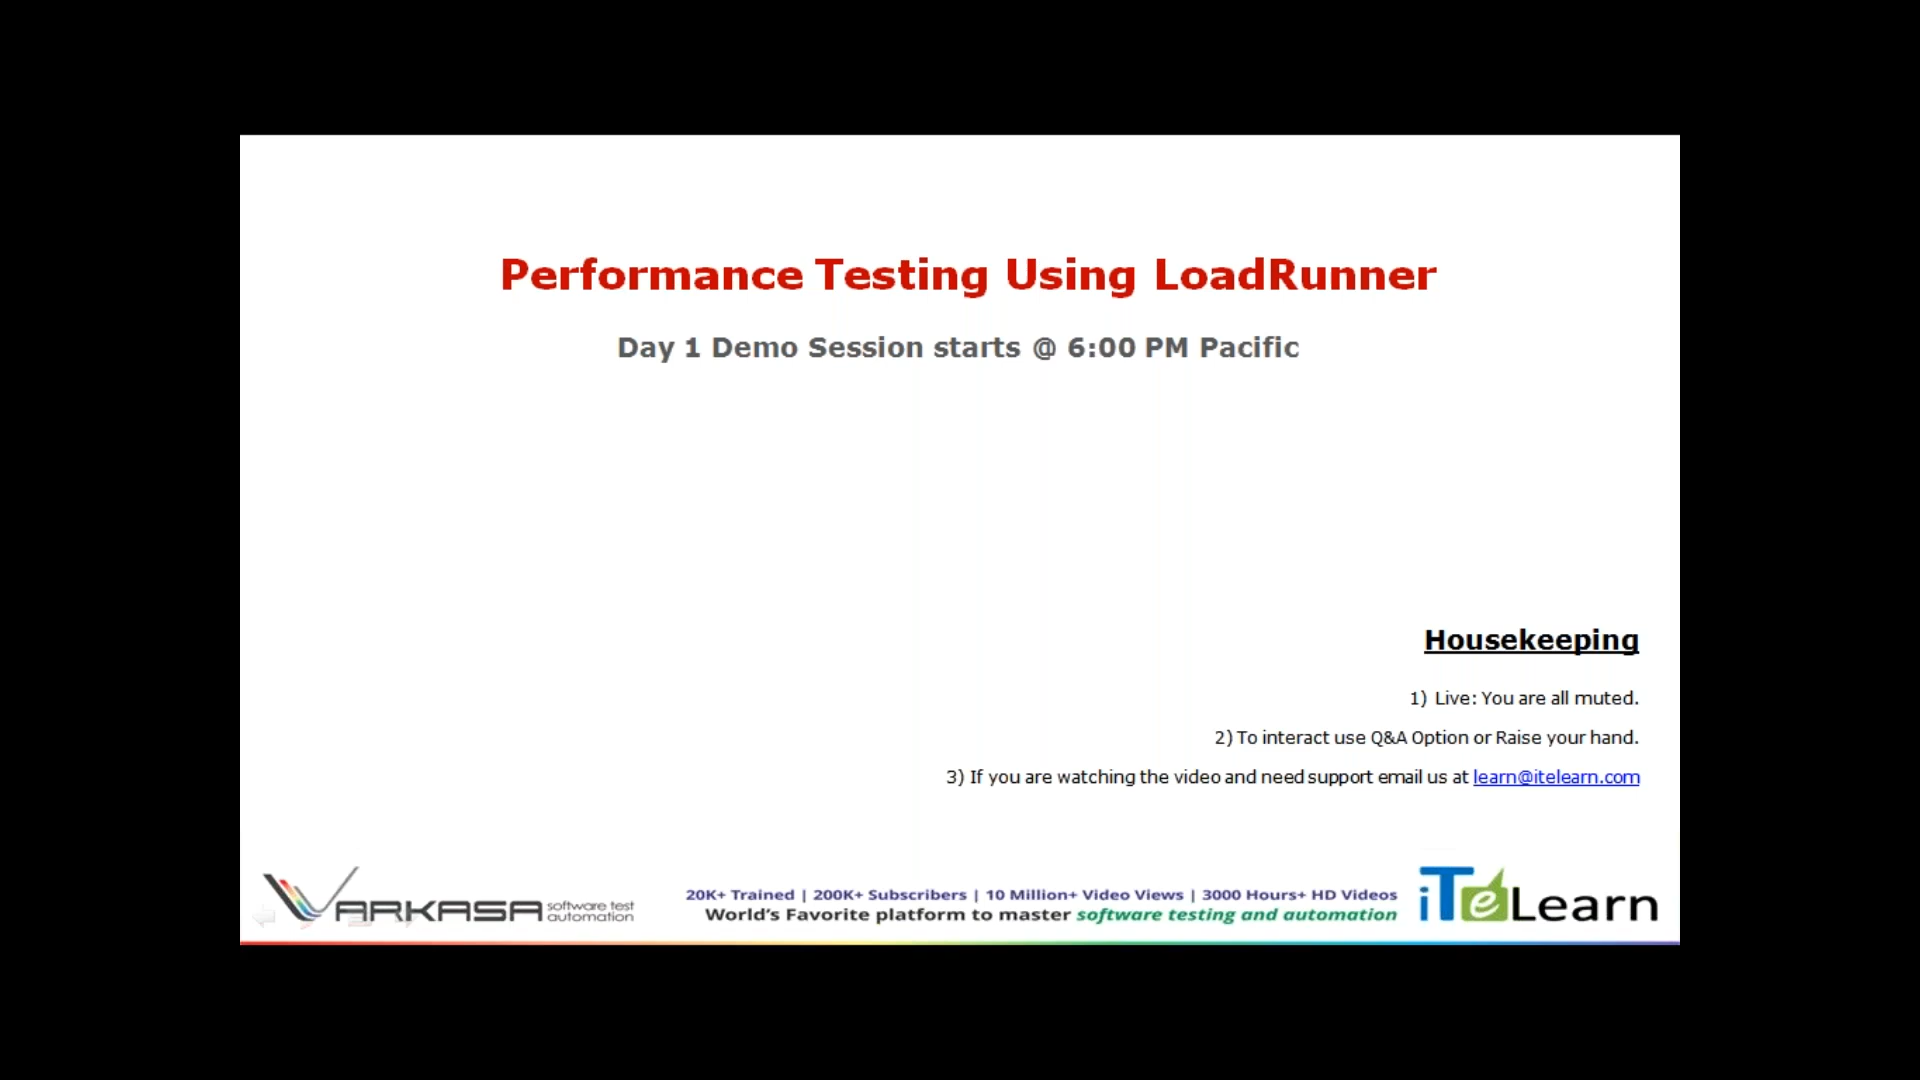 Performance Testing Using LoadRunner
Day 1 Demo Session starts @ 6:00 PM Pacific
Housekeeping
1) Live: You are all muted.
2) To interact use Q&A Option or Raise your hand.
3) If you are watching the video and need support email us at learn@itelearn.com
VARKASA software test automation
20K+ Trained | 200K+ Subscribers | 10 Million+ Video Views | 3000 Hours+ HD Videos
World's Favorite platform to master software testing and automation
iTeLearn